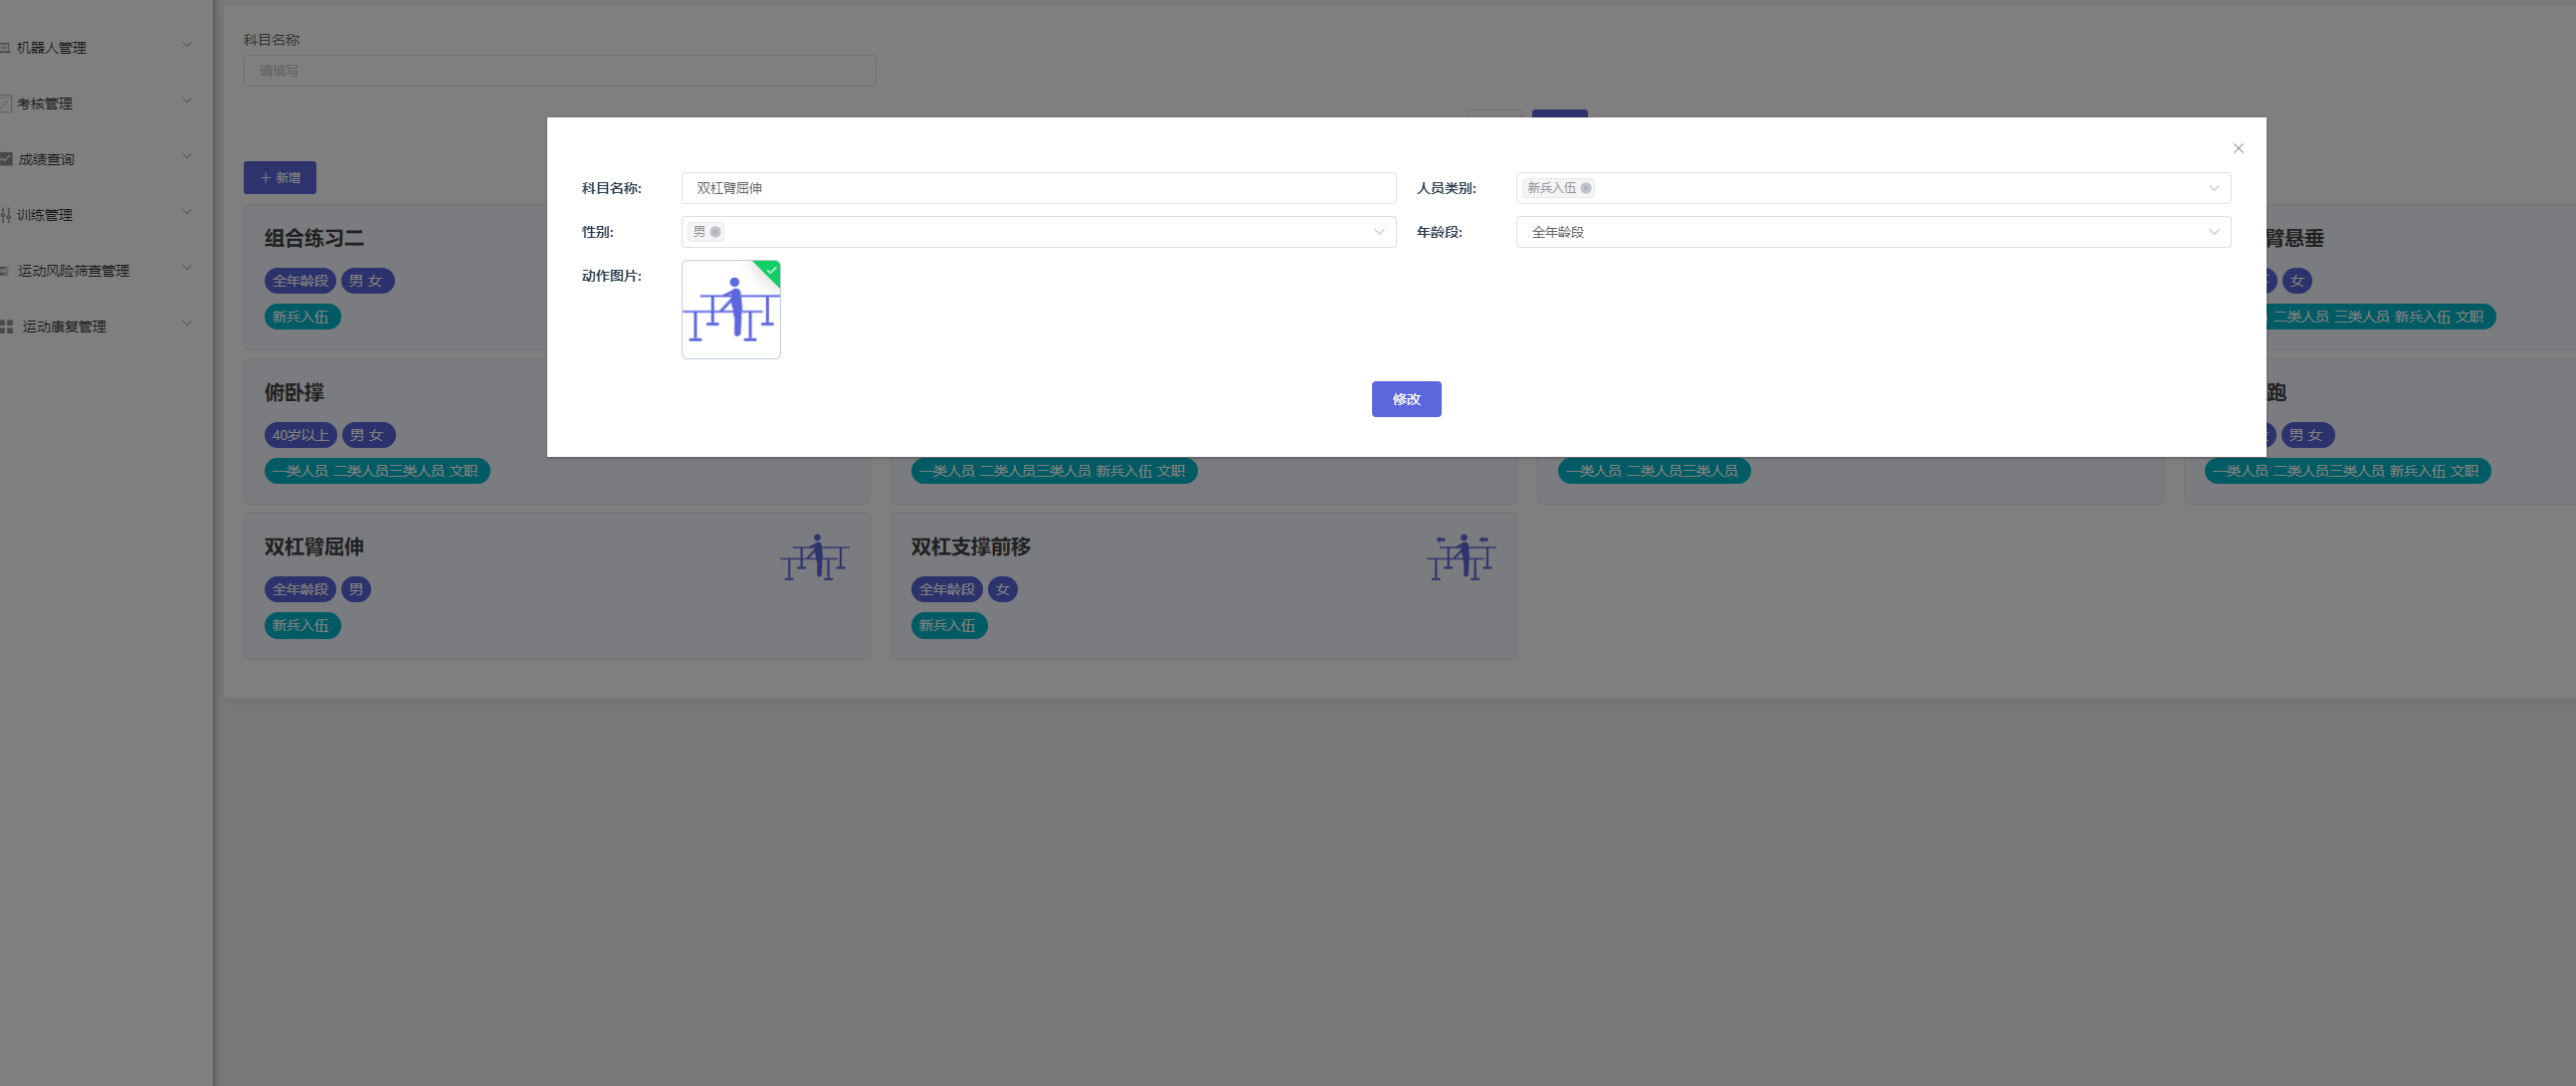 机器人管理
考核管理
成绩查询
训练管理
运动风险筛查管理
运动康复管理
科目名称
请填写
新增
科目名称:
双杠臂屈伸
人员类别:
新兵入伍
性别:
男
年龄段:
全年龄段
动作图片:
修改
组合练习二
全年龄段
男 女
新兵入伍
臂悬垂
女
二类人员 三类人员 新兵入伍 文职
俯卧撑
40岁以上
男 女
一类人员 二类人员三类人员 文职
一类人员 二类人员三类人员 新兵入伍 文职
一类人员 二类人员三类人员
跑
男 女
一类人员 二类人员三类人员 新兵入伍 文职
双杠臂屈伸
全年龄段
男
新兵入伍
双杠支撑前移
全年龄段
女
新兵入伍